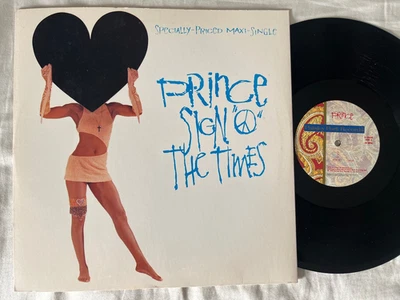 SPECIALLY-PRICED MAXI-SINGLE
PRINCE
SIGN "☮"
THE TIMES
PRINCE